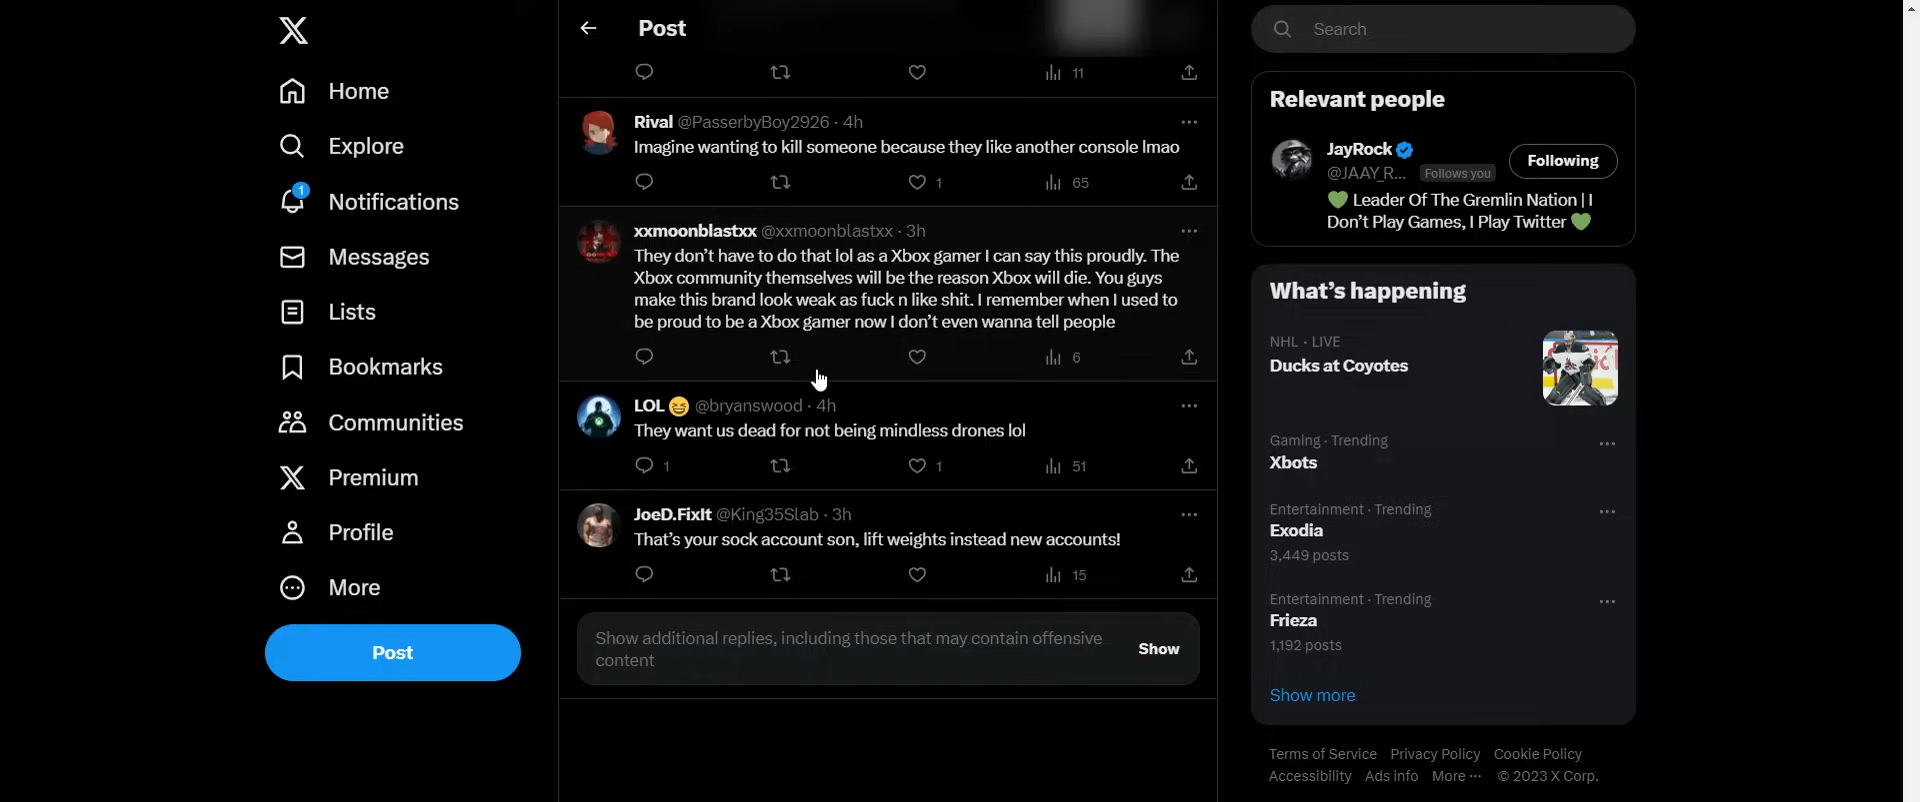 Home
Explore
1
Notifications
Messages
Lists
Bookmarks
Communities
Premium
Profile
More
Post
Post
11
Rival @PasserbyBoy2926 · 4h
Imagine wanting to kill someone because they like another console lmao
1 65
xxmoonblastxx @xxmoonblastxx · 3h
They don’t have to do that lol as a Xbox gamer I can say this proudly. The
Xbox community themselves will be the reason Xbox will die. You guys
make this brand look weak as fuck n like shit. I remember when I used to
be proud to be a Xbox gamer now I don’t even wanna tell people
6
LOL 😆 @bryanswood · 4h
They want us dead for not being mindless drones lol
1 1 51
JoeD.FixIt @King35Slab · 3h
That’s your sock account son, lift weights instead new accounts!
15
Show additional replies, including those that may contain offensive
content
Show
Search
Relevant people
JayRock
@JAAY_R... Follows you
Following
💚 Leader Of The Gremlin Nation | I
Don’t Play Games, I Play Twitter 💚
What’s happening
NHL · LIVE
Ducks at Coyotes
Gaming · Trending
Xbots
Entertainment · Trending
Exodia
3,449 posts
Entertainment · Trending
Frieza
1,192 posts
Show more
Terms of Service Privacy Policy Cookie Policy
Accessibility Ads info More ··· © 2023 X Corp.